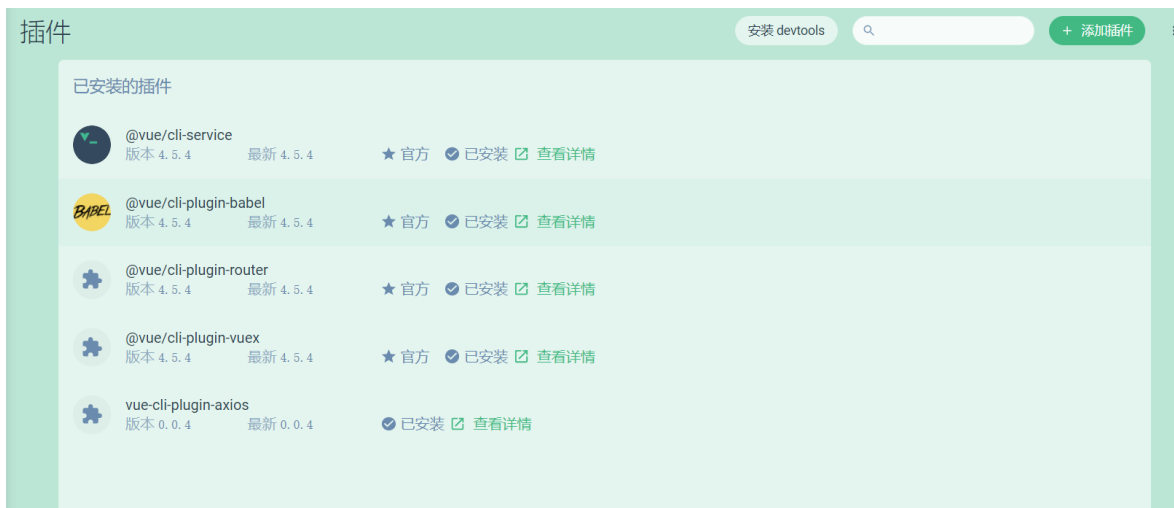 插件
安装 devtools
添加插件
已安装的插件
@vue/cli-service
版本 4.5.4 最新 4.5.4 官方 已安装 查看详情
BABEL
@vue/cli-plugin-babel
版本 4.5.4 最新 4.5.4 官方 已安装 查看详情
@vue/cli-plugin-router
版本 4.5.4 最新 4.5.4 官方 已安装 查看详情
@vue/cli-plugin-vuex
版本 4.5.4 最新 4.5.4 官方 已安装 查看详情
vue-cli-plugin-axios
版本 0.0.4 最新 0.0.4 已安装 查看详情